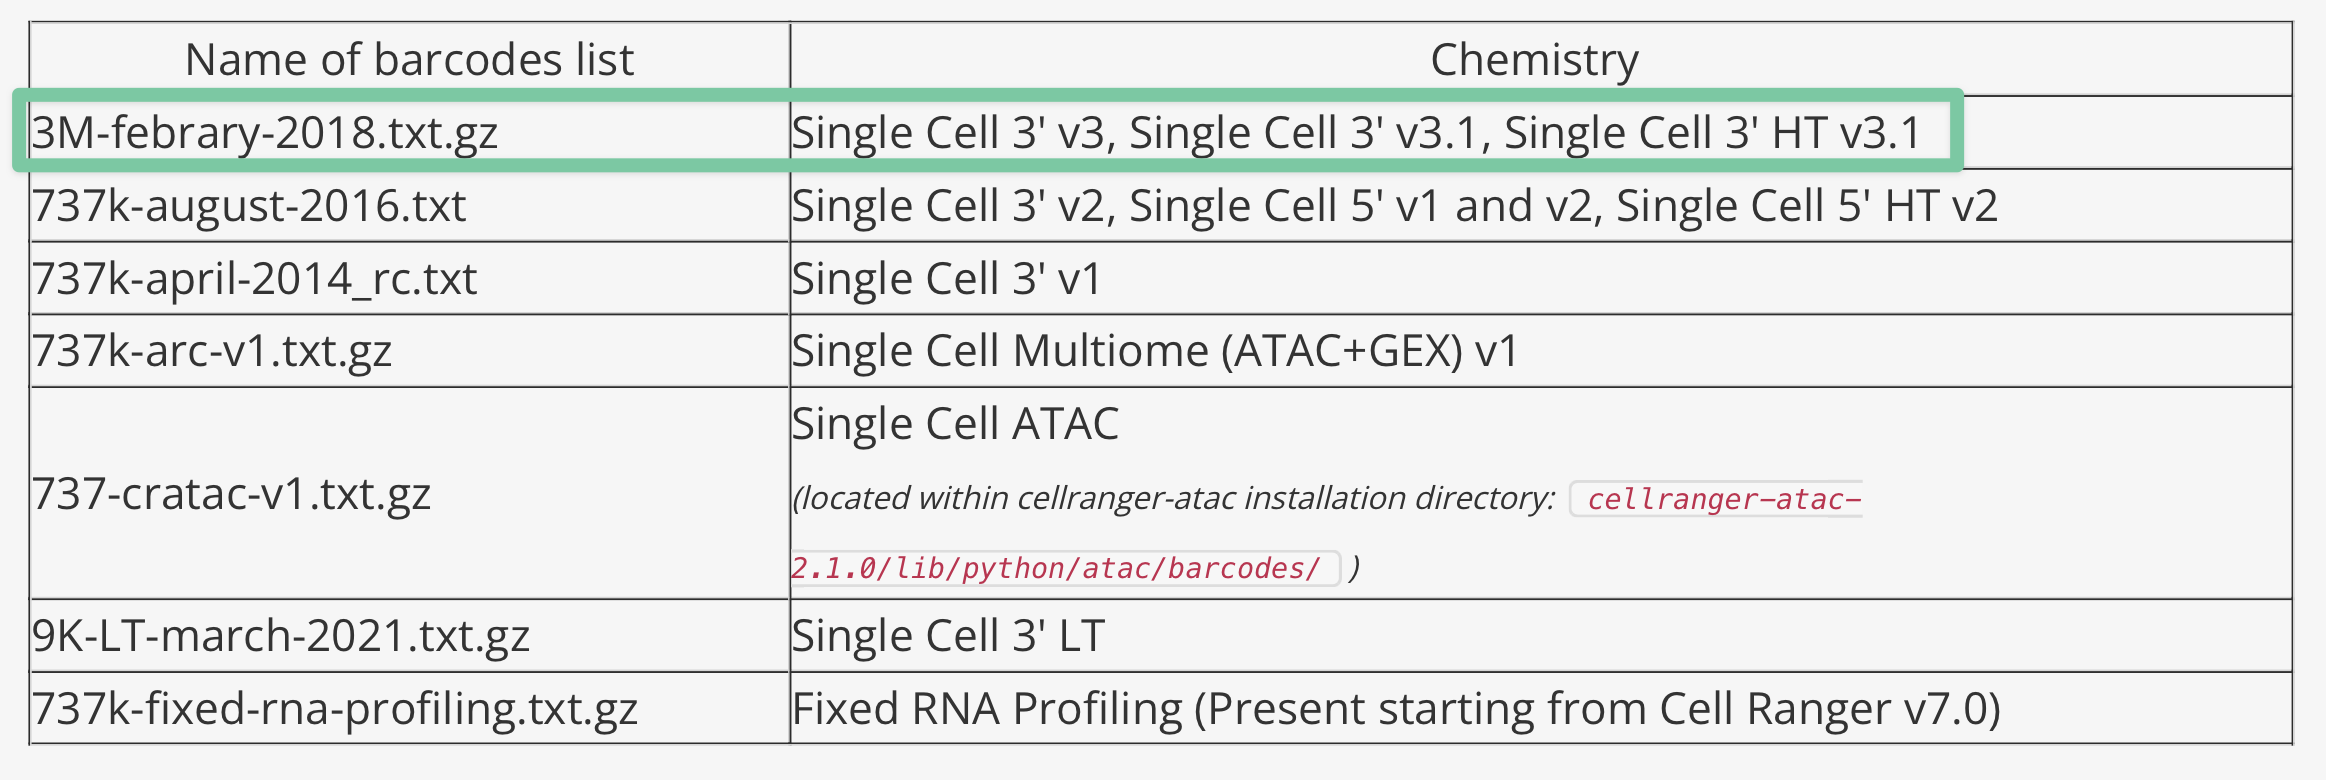 Name of barcodes list Chemistry
3M-febrary-2018.txt.gz Single Cell 3' v3, Single Cell 3' v3.1, Single Cell 3' HT v3.1
737k-august-2016.txt Single Cell 3' v2, Single Cell 5' v1 and v2, Single Cell 5' HT v2
737k-april-2014_rc.txt Single Cell 3' v1
737k-arc-v1.txt.gz Single Cell Multiome (ATAC+GEX) v1
737-cratac-v1.txt.gz Single Cell ATAC
(located within cellranger-atac installation directory: cellranger-atac-
2.1.0/lib/python/atac/barcodes/ )
9K-LT-march-2021.txt.gz Single Cell 3' LT
737k-fixed-rna-profiling.txt.gz Fixed RNA Profiling (Present starting from Cell Ranger v7.0)